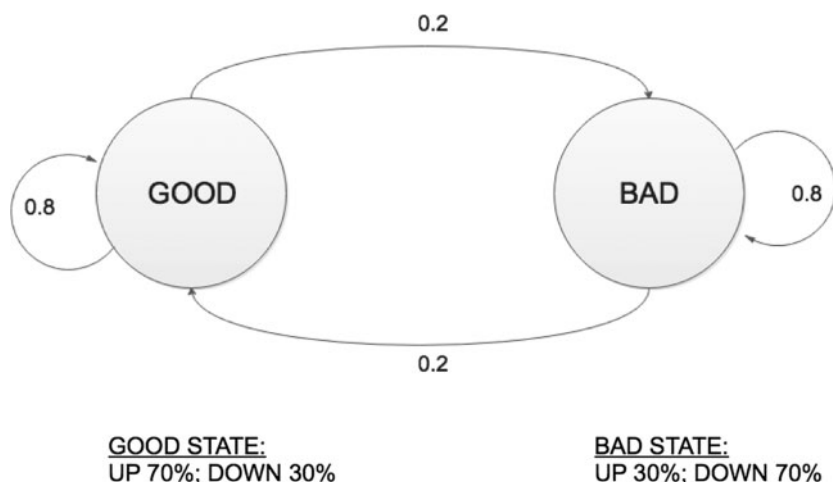 0.2
GOOD
BAD
0.8
0.8
0.2
GOOD STATE:
UP 70%; DOWN 30%
BAD STATE:
UP 30%; DOWN 70%